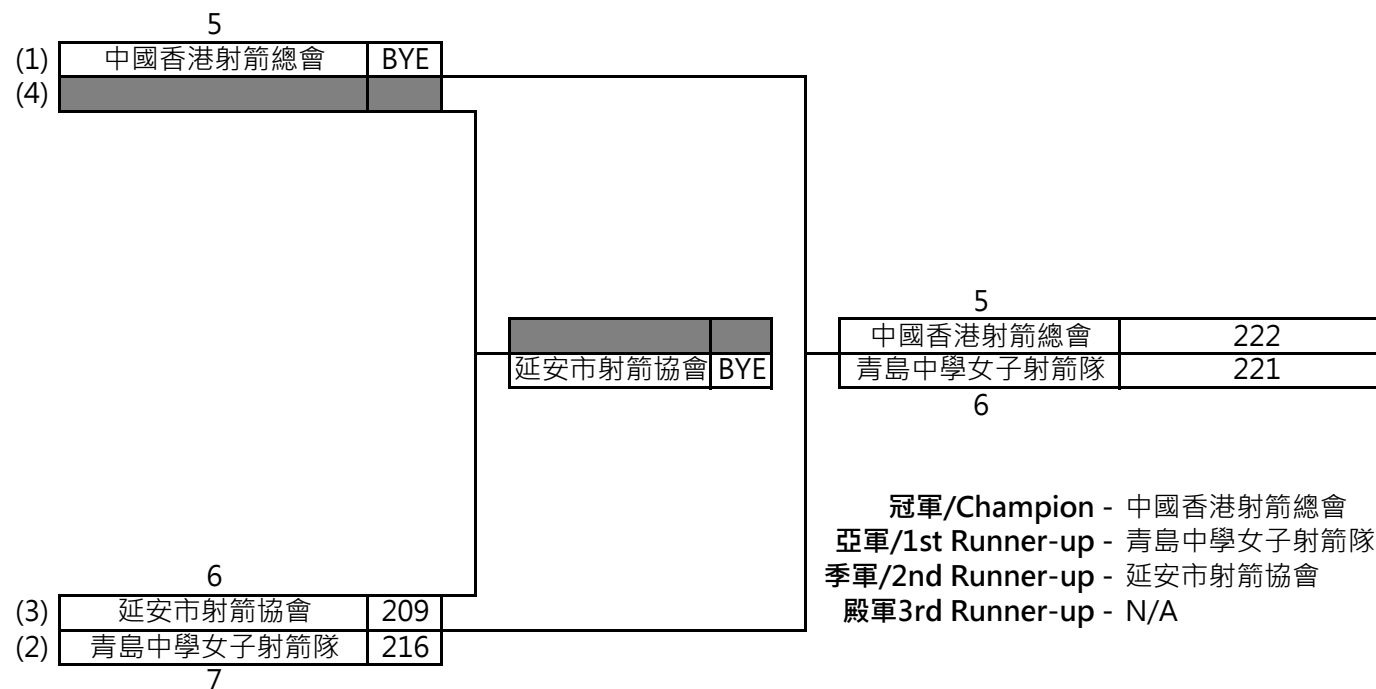 5
(1) 中國香港射箭總會 BYE
(4)
5
中國香港射箭總會 222
延安市射箭協會 BYE 青島中學女子射箭隊 221
6
冠軍/Champion - 中國香港射箭總會
亞軍/1st Runner-up - 青島中學女子射箭隊
季軍/2nd Runner-up - 延安市射箭協會
殿軍3rd Runner-up - N/A
6
(3) 延安市射箭協會 209
(2) 青島中學女子射箭隊 216
7